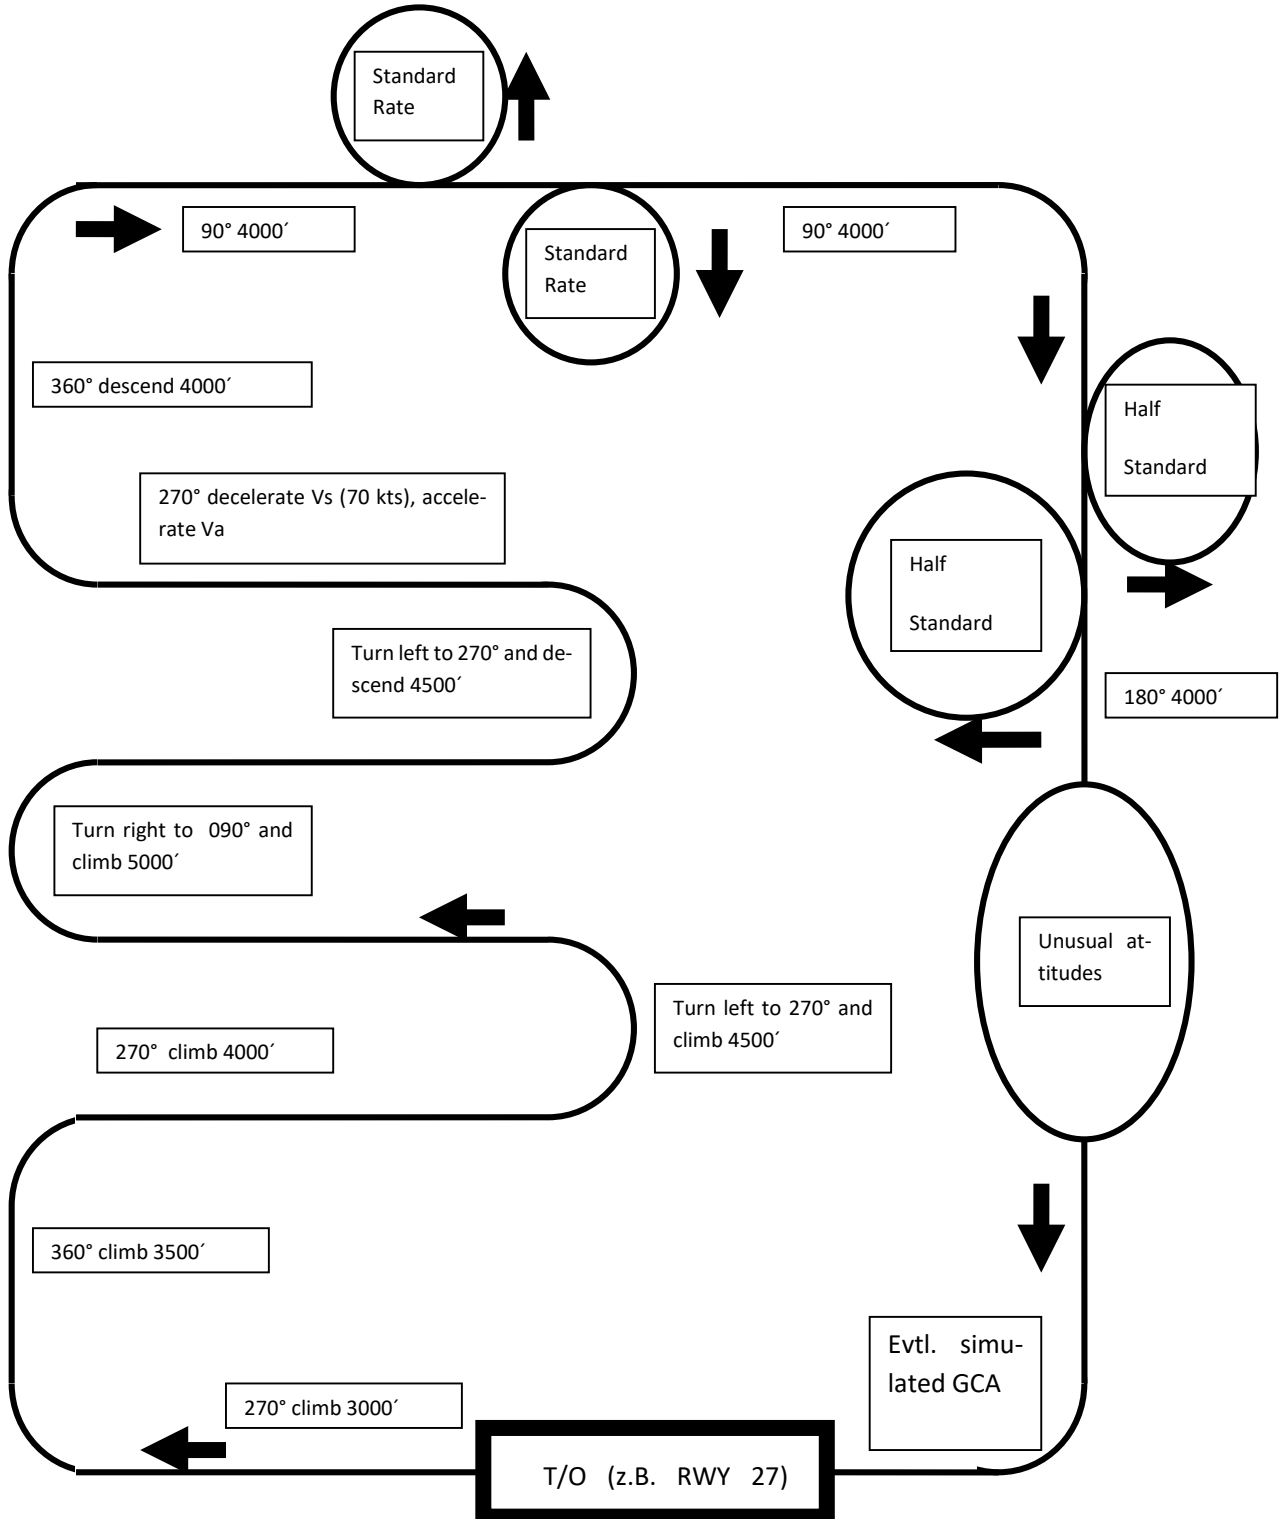 Standard
Rate
90° 4000´
Standard
Rate
90° 4000´
360° descend 4000´
Half
Standard
270° decelerate Vs (70 kts), accele-
rate Va
Half
Standard
Turn left to 270° and de-
scend 4500´
180° 4000´
Turn right to 090° and
climb 5000´
Unusual at-
titudes
Turn left to 270° and
climb 4500´
270° climb 4000´
360° climb 3500´
Evtl. simu-
lated GCA
270° climb 3000´
T/O (z.B. RWY 27)